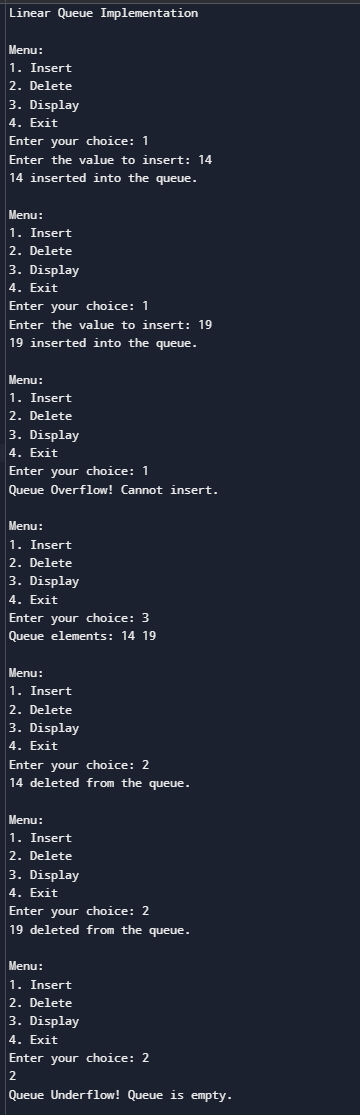 Linear Queue Implementation
Menu:
1. Insert
2. Delete
3. Display
4. Exit
Enter your choice: 1
Enter the value to insert: 14
14 inserted into the queue.
Menu:
1. Insert
2. Delete
3. Display
4. Exit
Enter your choice: 1
Enter the value to insert: 19
19 inserted into the queue.
Menu:
1. Insert
2. Delete
3. Display
4. Exit
Enter your choice: 1
Queue Overflow! Cannot insert.
Menu:
1. Insert
2. Delete
3. Display
4. Exit
Enter your choice: 3
Queue elements: 14 19
Menu:
1. Insert
2. Delete
3. Display
4. Exit
Enter your choice: 2
14 deleted from the queue.
Menu:
1. Insert
2. Delete
3. Display
4. Exit
Enter your choice: 2
19 deleted from the queue.
Menu:
1. Insert
2. Delete
3. Display
4. Exit
Enter your choice: 2
2
Queue Underflow! Queue is empty.